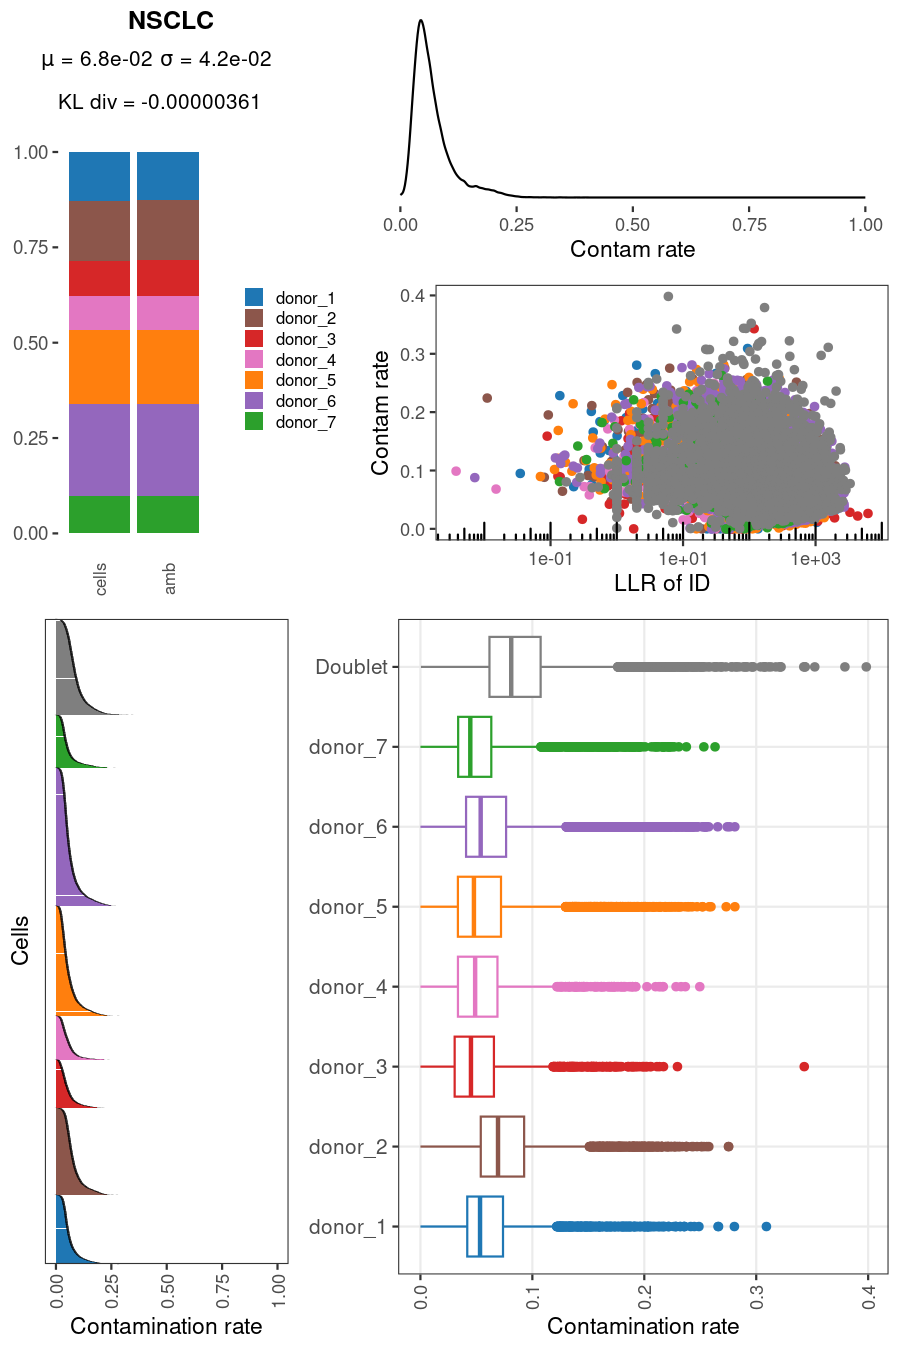 NSCLC
μ = 6.8e-02 σ = 4.2e-02
KL div = -0.00000361
1.00
0.75
0.50
0.25
0.00
cells
amb
donor_1
donor_2
donor_3
donor_4
donor_5
donor_6
donor_7
0.00 0.25 0.50 0.75 1.00
Contam rate
Contam rate
0.4
0.3
0.2
0.1
0.0
1e-01 1e+01 1e+03
LLR of ID
Cells
0.00 0.25 0.50 0.75 1.00
Contamination rate
Doublet
donor_7
donor_6
donor_5
donor_4
donor_3
donor_2
donor_1
0.0 0.1 0.2 0.3 0.4
Contamination rate